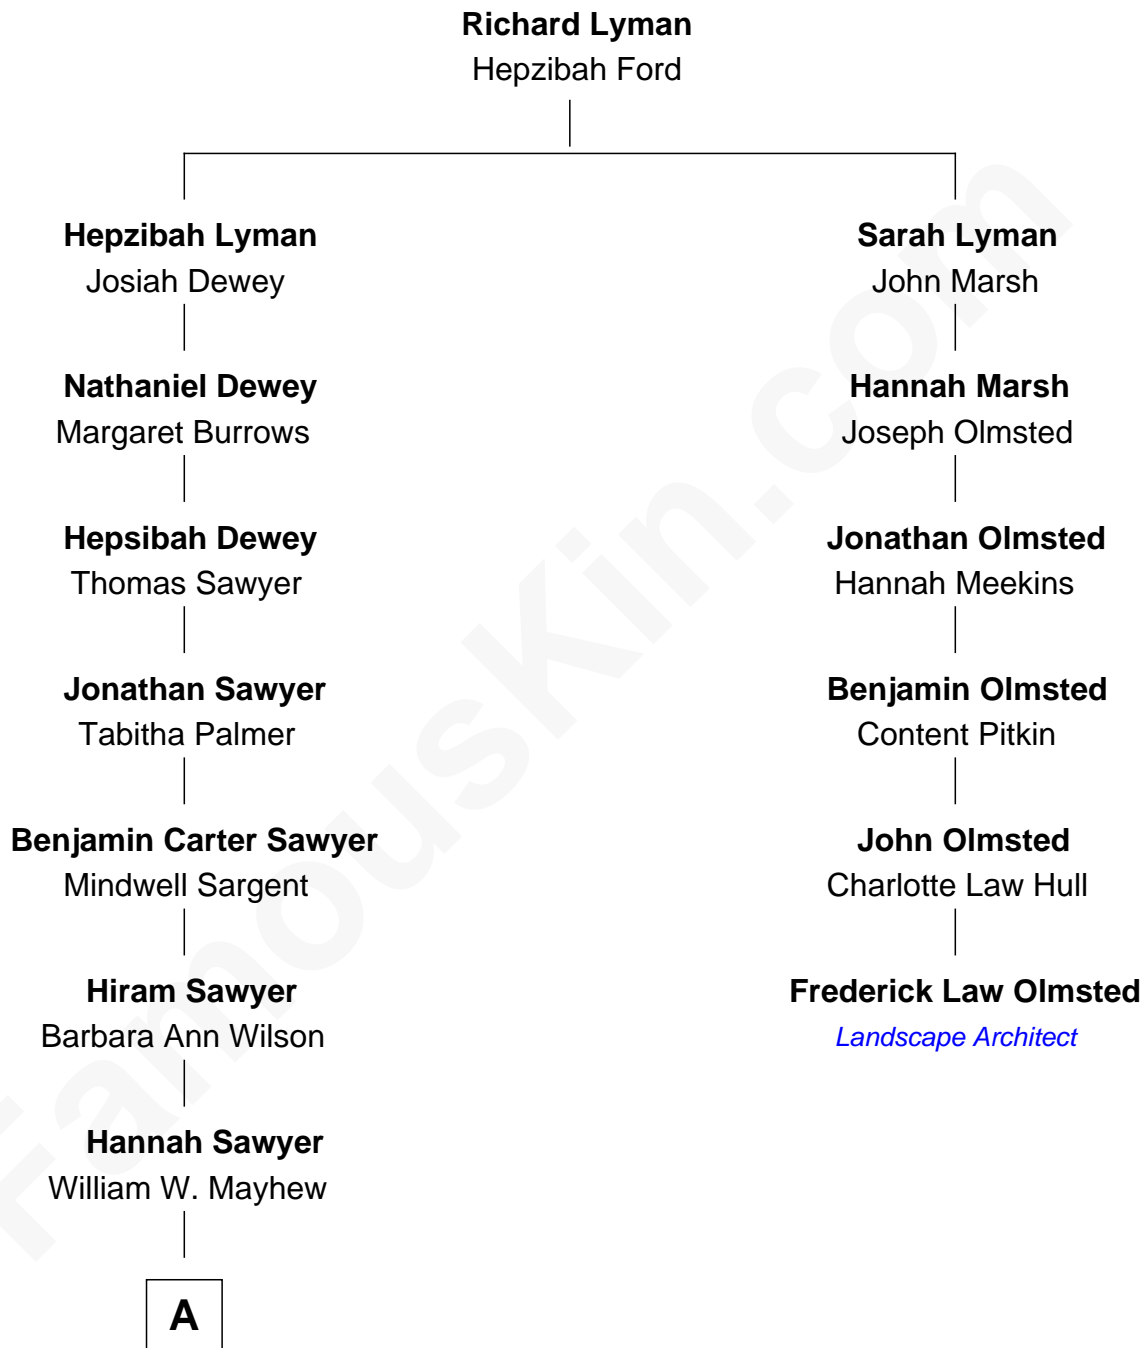 Richard Lyman
Hepzibah Ford
Hepzibah Lyman
Josiah Dewey
Nathaniel Dewey
Margaret Burrows
Hepsibah Dewey
Thomas Sawyer
Jonathan Sawyer
Tabitha Palmer
Benjamin Carter Sawyer
Mindwell Sargent
Hiram Sawyer
Barbara Ann Wilson
Hannah Sawyer
William W. Mayhew
A
Sarah Lyman
John Marsh
Hannah Marsh
Joseph Olmsted
Jonathan Olmsted
Hannah Meekins
Benjamin Olmsted
Content Pitkin
John Olmsted
Charlotte Law Hull
Frederick Law Olmsted
Landscape Architect
FamousKin.com